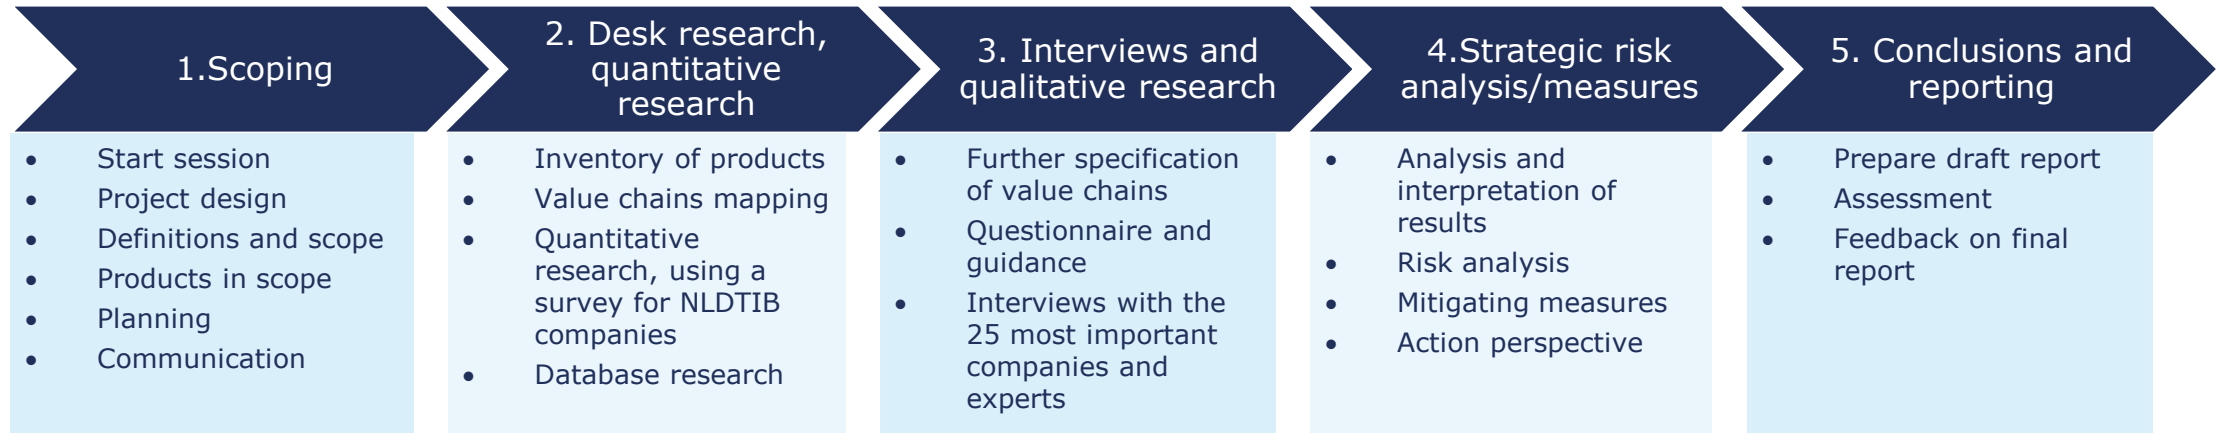 1.Scoping
• Start session
• Project design
• Definitions and scope
• Products in scope
• Planning
• Communication
2. Desk research,
quantitative
research
• Inventory of products
• Value chains mapping
• Quantitative
research, using a
survey for NLDTIB
companies
• Database research
3. Interviews and
qualitative research
• Further specification
of value chains
• Questionnaire and
guidance
• Interviews with the
25 most important
companies and
experts
4.Strategic risk
analysis/measures
• Analysis and
interpretation of
results
• Risk analysis
• Mitigating measures
• Action perspective
5. Conclusions and
reporting
• Prepare draft report
• Assessment
• Feedback on final
report